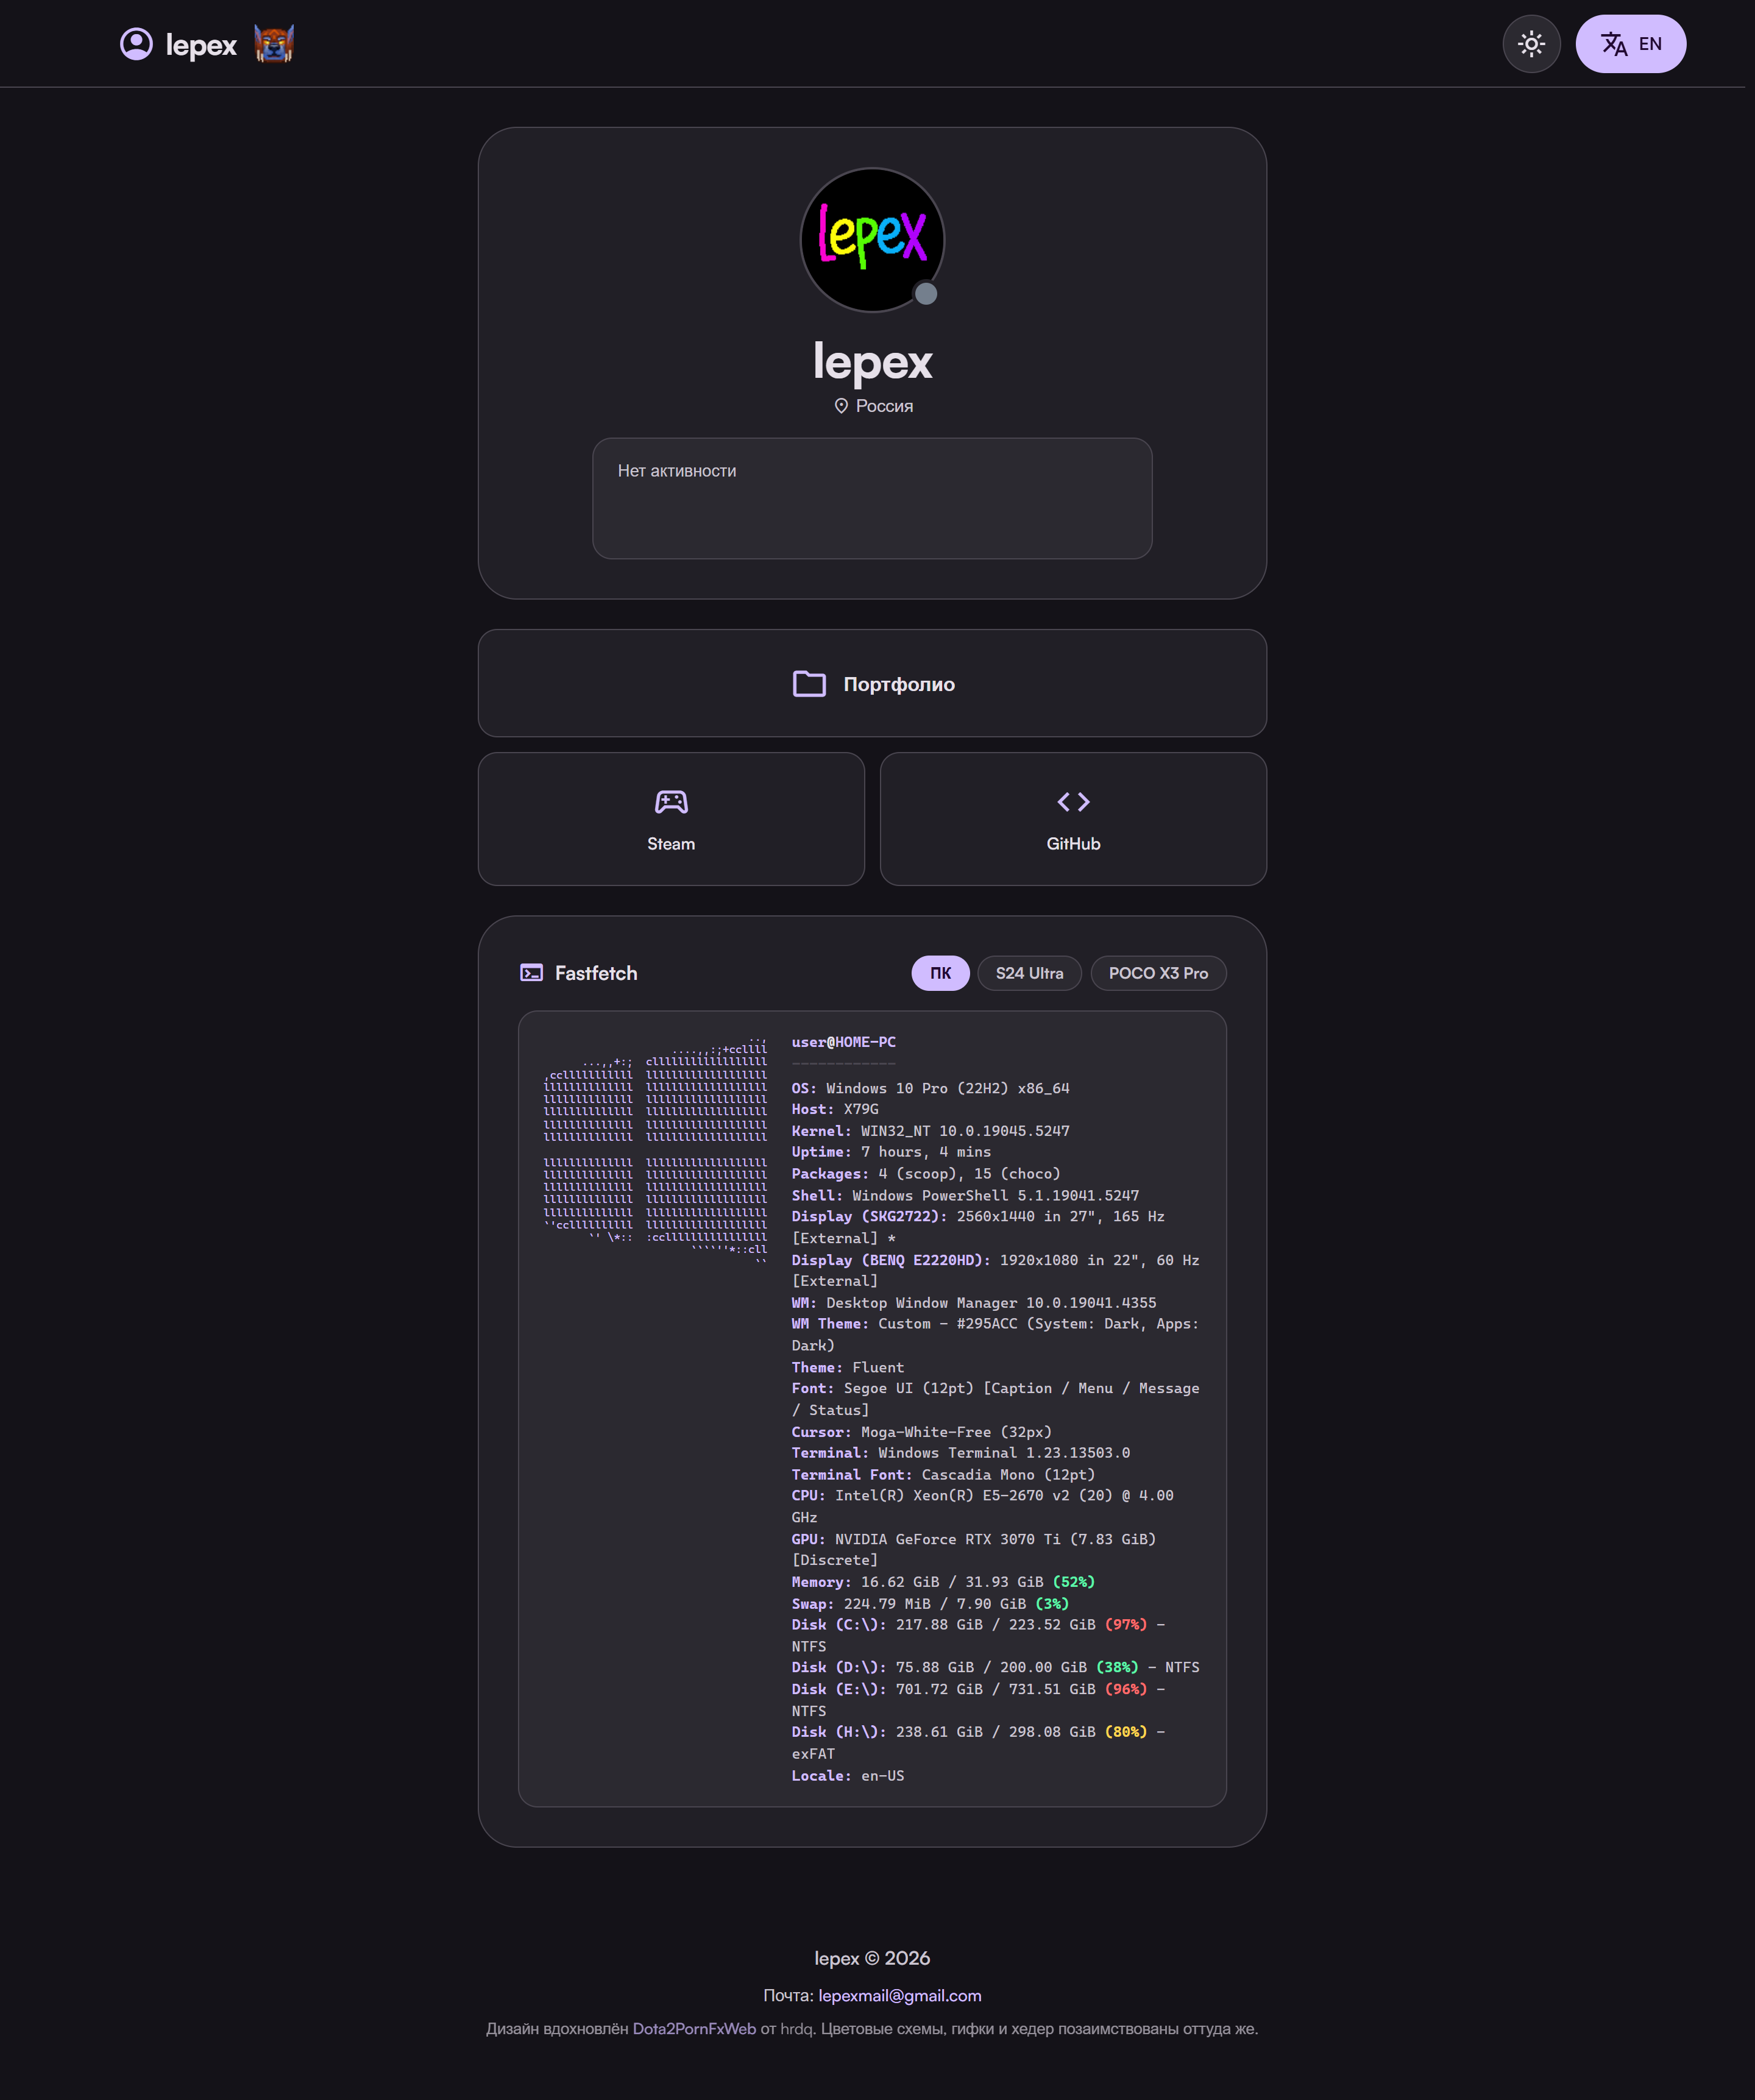 lepex
EN
lepex
lepex
Россия
Нет активности
Портфолио
Steam
GitHub
Fastfetch
ПК
S24 Ultra
POCO X3 Pro
user@HOME-PC
------------
OS: Windows 10 Pro (22H2) x86_64
Host: X79G
Kernel: WIN32_NT 10.0.19045.5247
Uptime: 7 hours, 4 mins
Packages: 4 (scoop), 15 (choco)
Shell: Windows PowerShell 5.1.19041.5247
Display (SKG2722): 2560x1440 in 27", 165 Hz
[External] *
Display (BENQ E2220HD): 1920x1080 in 22", 60 Hz
[External]
WM: Desktop Window Manager 10.0.19041.4355
WM Theme: Custom - #295ACC (System: Dark, Apps:
Dark)
Theme: Fluent
Font: Segoe UI (12pt) [Caption / Menu / Message
/ Status]
Cursor: Moga-White-Free (32px)
Terminal: Windows Terminal 1.23.13503.0
Terminal Font: Cascadia Mono (12pt)
CPU: Intel(R) Xeon(R) E5-2670 v2 (20) @ 4.00
GHz
GPU: NVIDIA GeForce RTX 3070 Ti (7.83 GiB)
[Discrete]
Memory: 16.62 GiB / 31.93 GiB (52%)
Swap: 224.79 MiB / 7.90 GiB (3%)
Disk (C:\): 217.88 GiB / 223.52 GiB (97%) -
NTFS
Disk (D:\): 75.88 GiB / 200.00 GiB (38%) - NTFS
Disk (E:\): 701.72 GiB / 731.51 GiB (96%) -
NTFS
Disk (H:\): 238.61 GiB / 298.08 GiB (80%) -
exFAT
Locale: en-US
lepex © 2026
Почта: lepexmail@gmail.com
Дизайн вдохновлён Dota2PornFxWeb от hrdq. Цветовые схемы, гифки и хедер позаимствованы оттуда же.